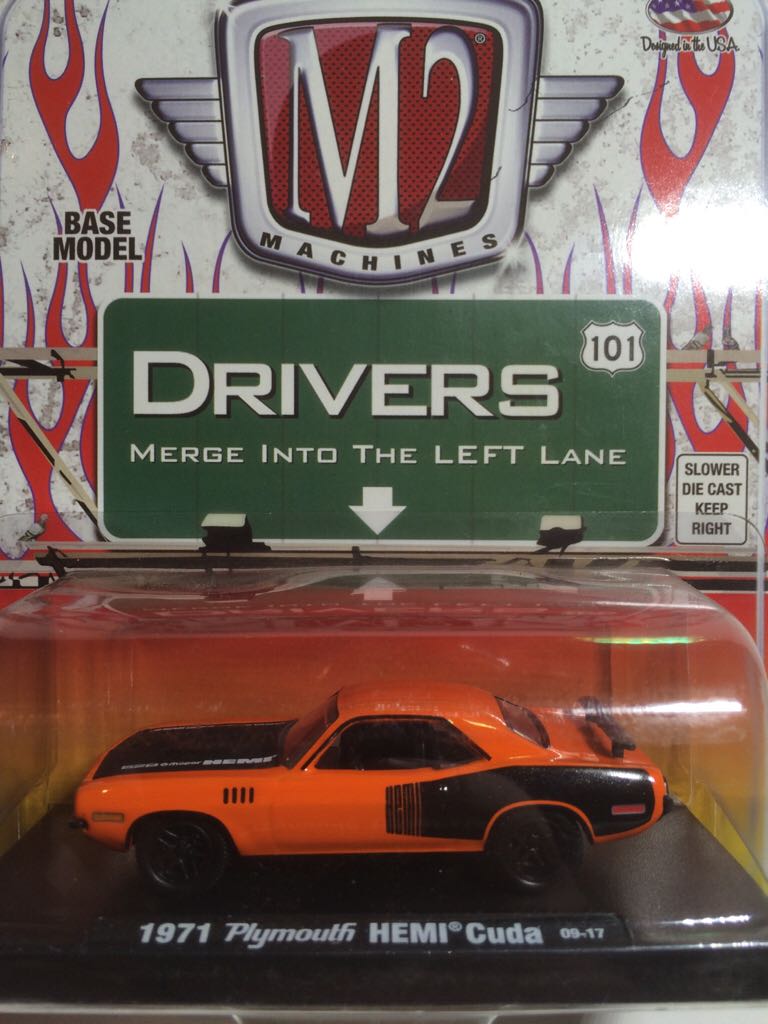 Designed in the U.S.A.
M2®
MACHINES
BASE
MODEL
101
DRIVERS
MERGE INTO THE LEFT LANE
SLOWER
DIE CAST
KEEP
RIGHT
HEMI
1971 Plymouth HEMI® Cuda 09-17